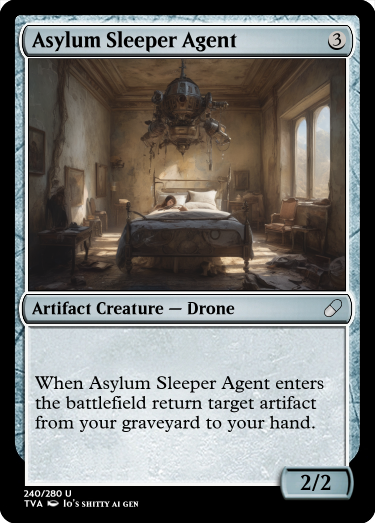 Asylum Sleeper Agent 3
Artifact Creature — Drone
When Asylum Sleeper Agent enters
the battlefield return target artifact
from your graveyard to your hand.
2/2
240/280 U
TVA Io's shitty ai gen